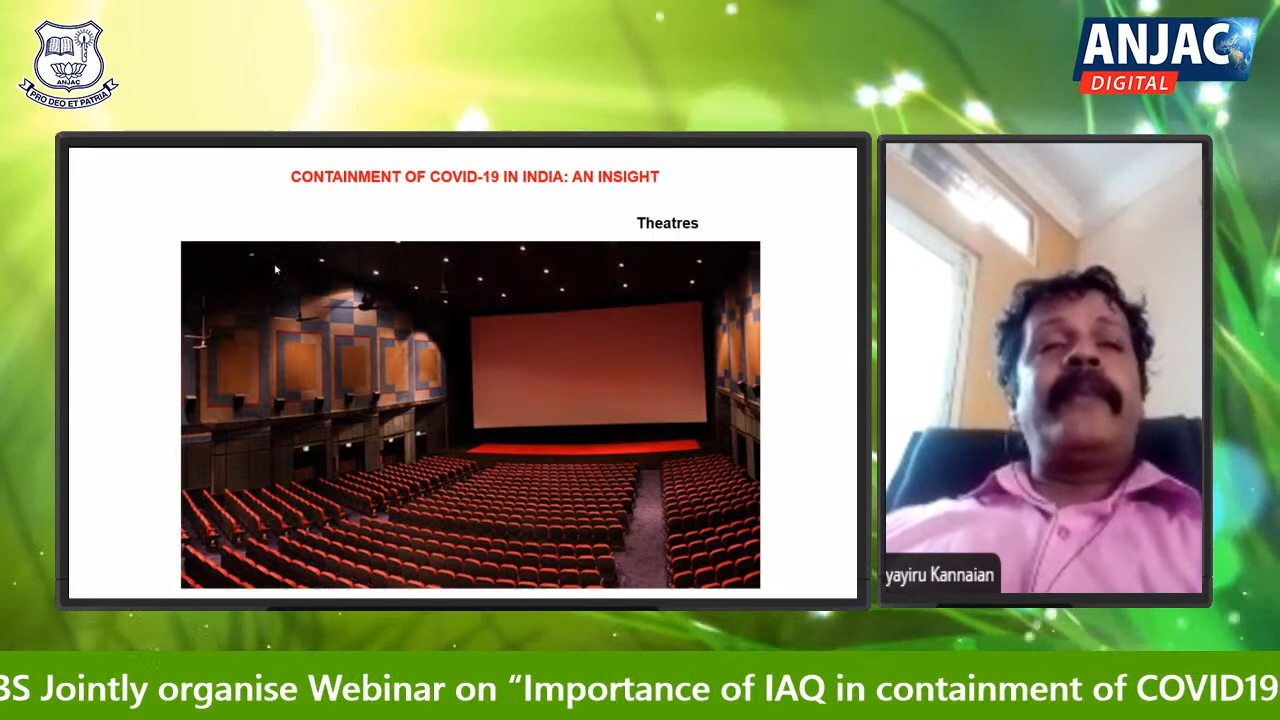 ANJAC
PRO DEO ET PATRIA
ANJAC
DIGITAL
CONTAINMENT OF COVID-19 IN INDIA: AN INSIGHT
Theatres
yayiru Kannaian
BS Jointly organise Webinar on “Importance of IAQ in containment of COVID19